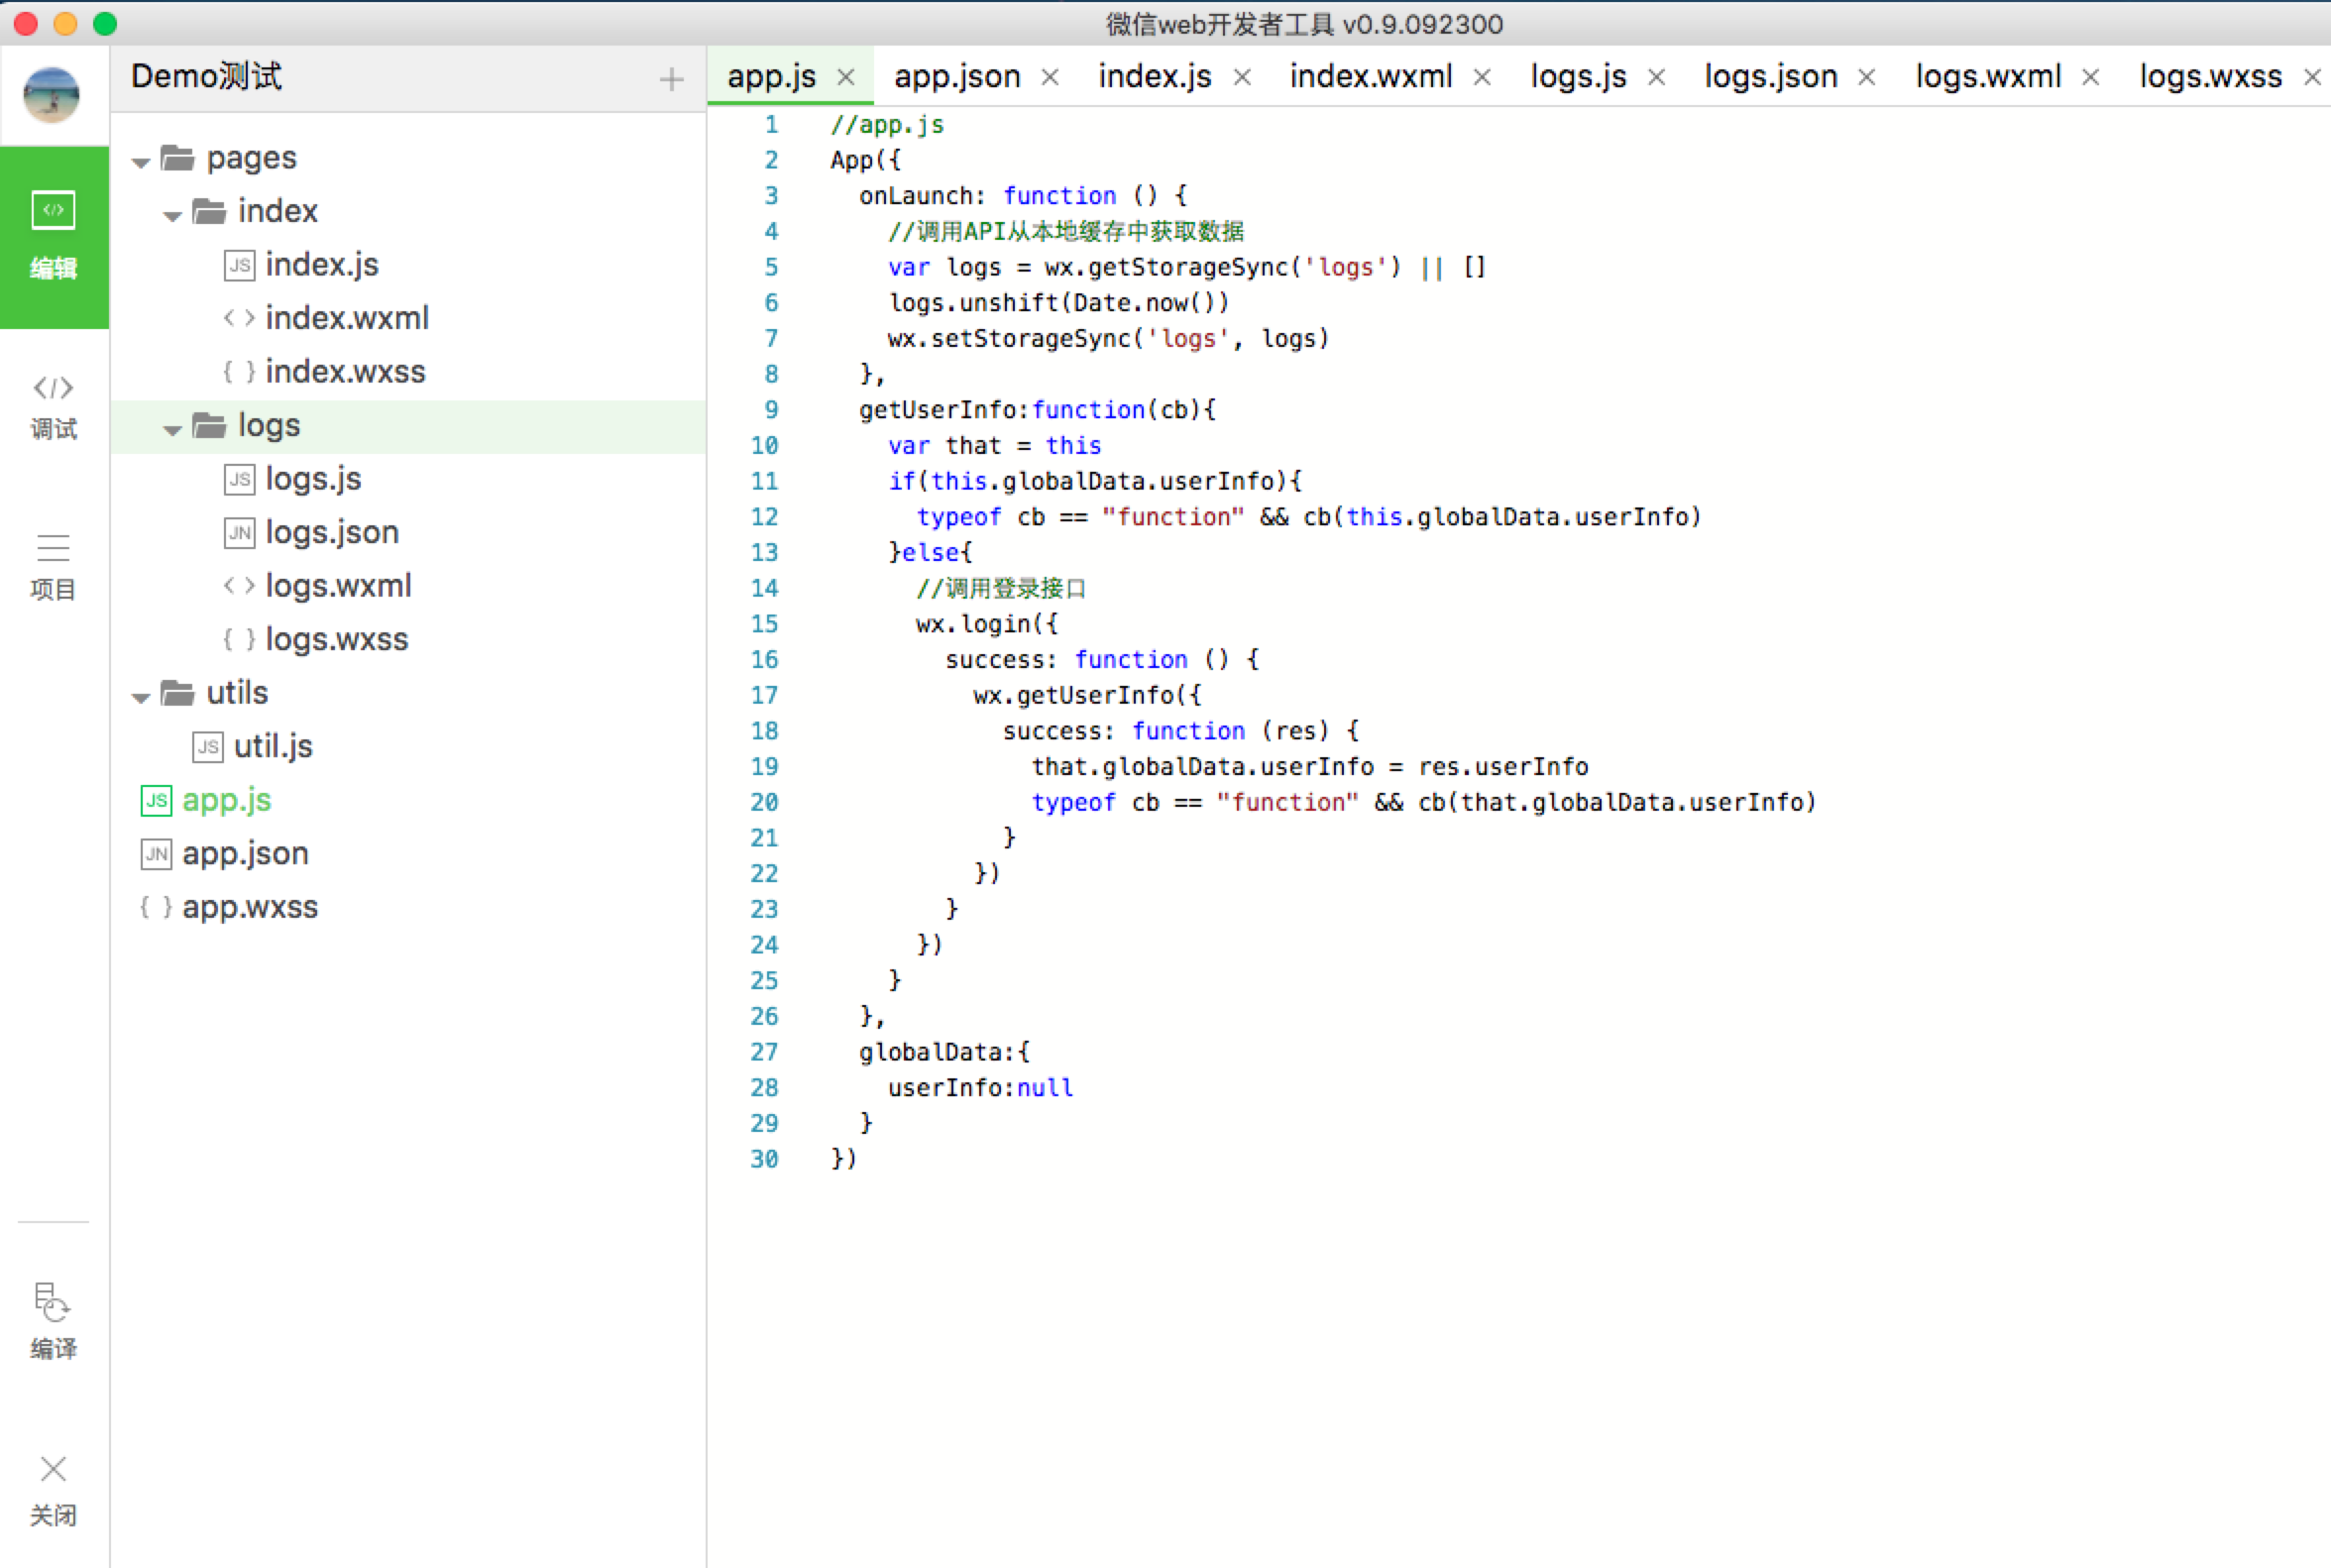 微信web开发者工具 v0.9.092300
编辑
调试
项目
编译
关闭
Demo测试
pages
index
index.js
index.wxml
index.wxss
logs
logs.js
logs.json
logs.wxml
logs.wxss
utils
util.js
app.js
app.json
app.wxss
app.js app.json index.js index.wxml logs.js logs.json logs.wxml logs.wxss
1 //app.js
2 App({
3   onLaunch: function () {
4     //调用API从本地缓存中获取数据
5     var logs = wx.getStorageSync('logs') || []
6     logs.unshift(Date.now())
7     wx.setStorageSync('logs', logs)
8   },
9   getUserInfo:function(cb){
10     var that = this
11     if(this.globalData.userInfo){
12       typeof cb == "function" && cb(this.globalData.userInfo)
13     }else{
14       //调用登录接口
15       wx.login({
16         success: function () {
17           wx.getUserInfo({
18             success: function (res) {
19               that.globalData.userInfo = res.userInfo
20               typeof cb == "function" && cb(that.globalData.userInfo)
21             }
22           })
23         }
24       })
25     }
26   },
27   globalData:{
28     userInfo:null
29   }
30 })